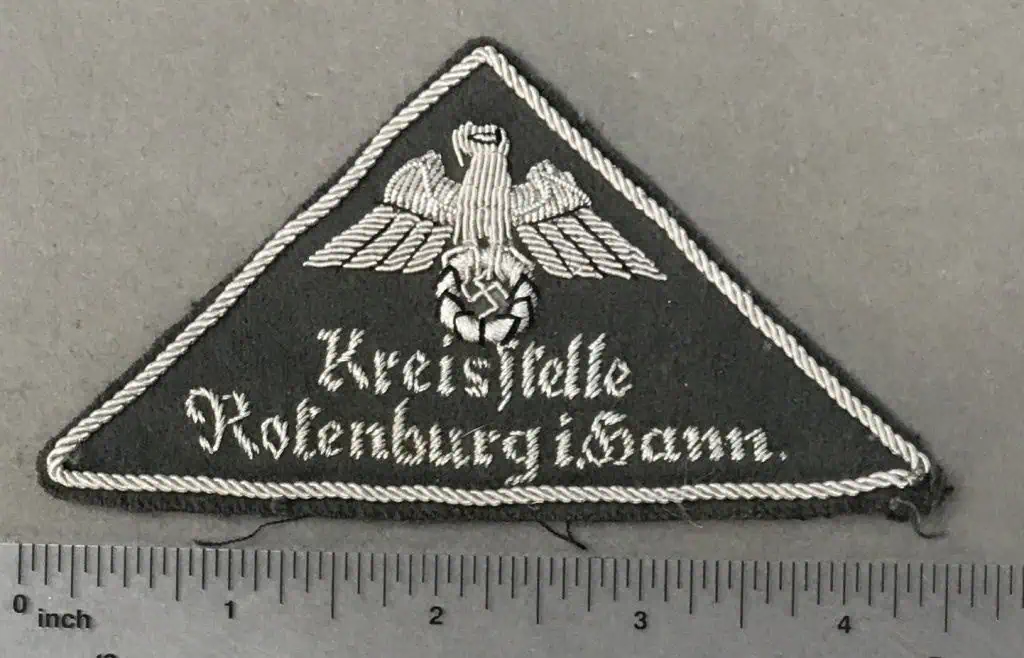 Kreisstelle
Rotenburg i. Hann.
0 inch 1 2 3 4